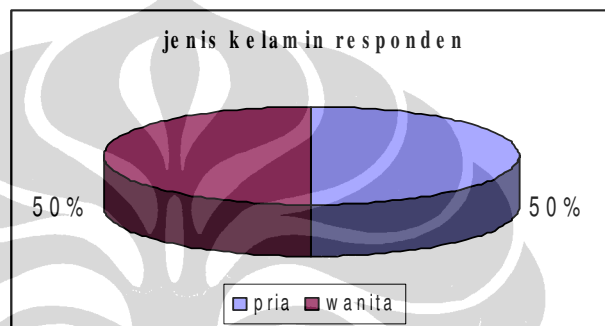 jenis kelamin responden
50%
50%
pria wanita